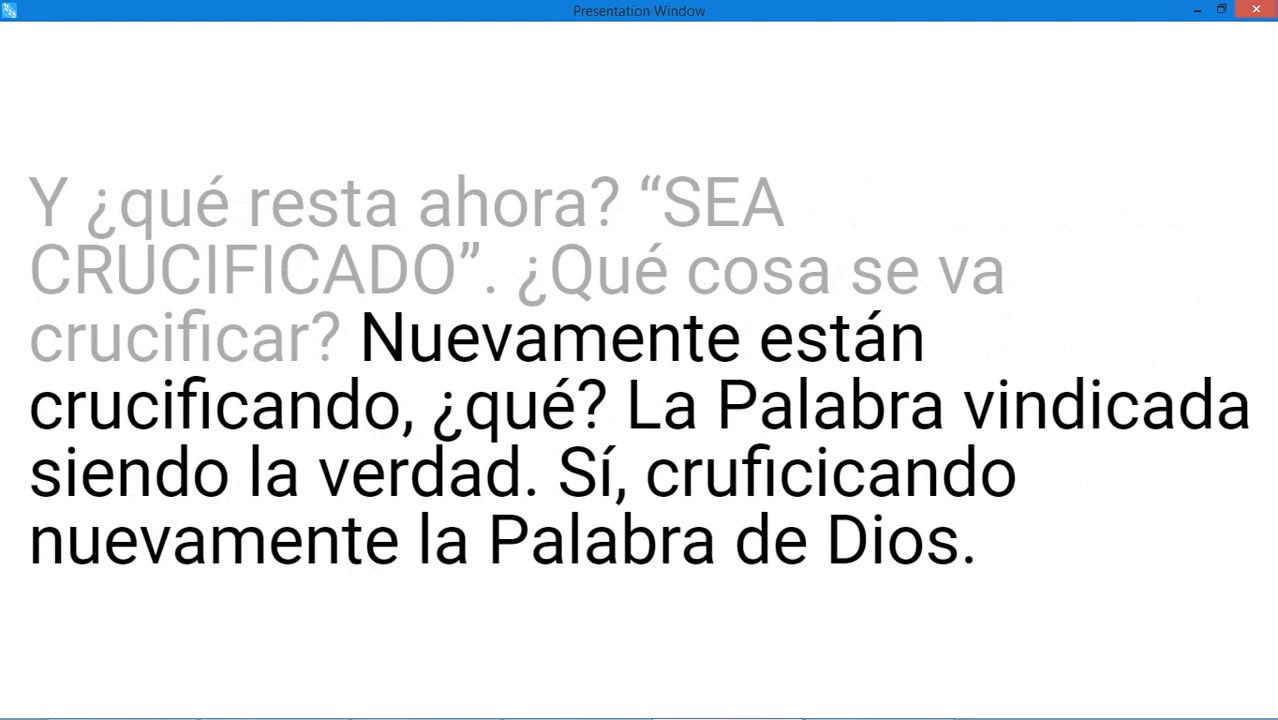 Presentation Window
Y ¿qué resta ahora? “SEA
CRUCIFICADO”. ¿Qué cosa se va
crucificar? Nuevamente están
crucificando, ¿qué? La Palabra vindicada
siendo la verdad. Sí, cruficicando
nuevamente la Palabra de Dios.